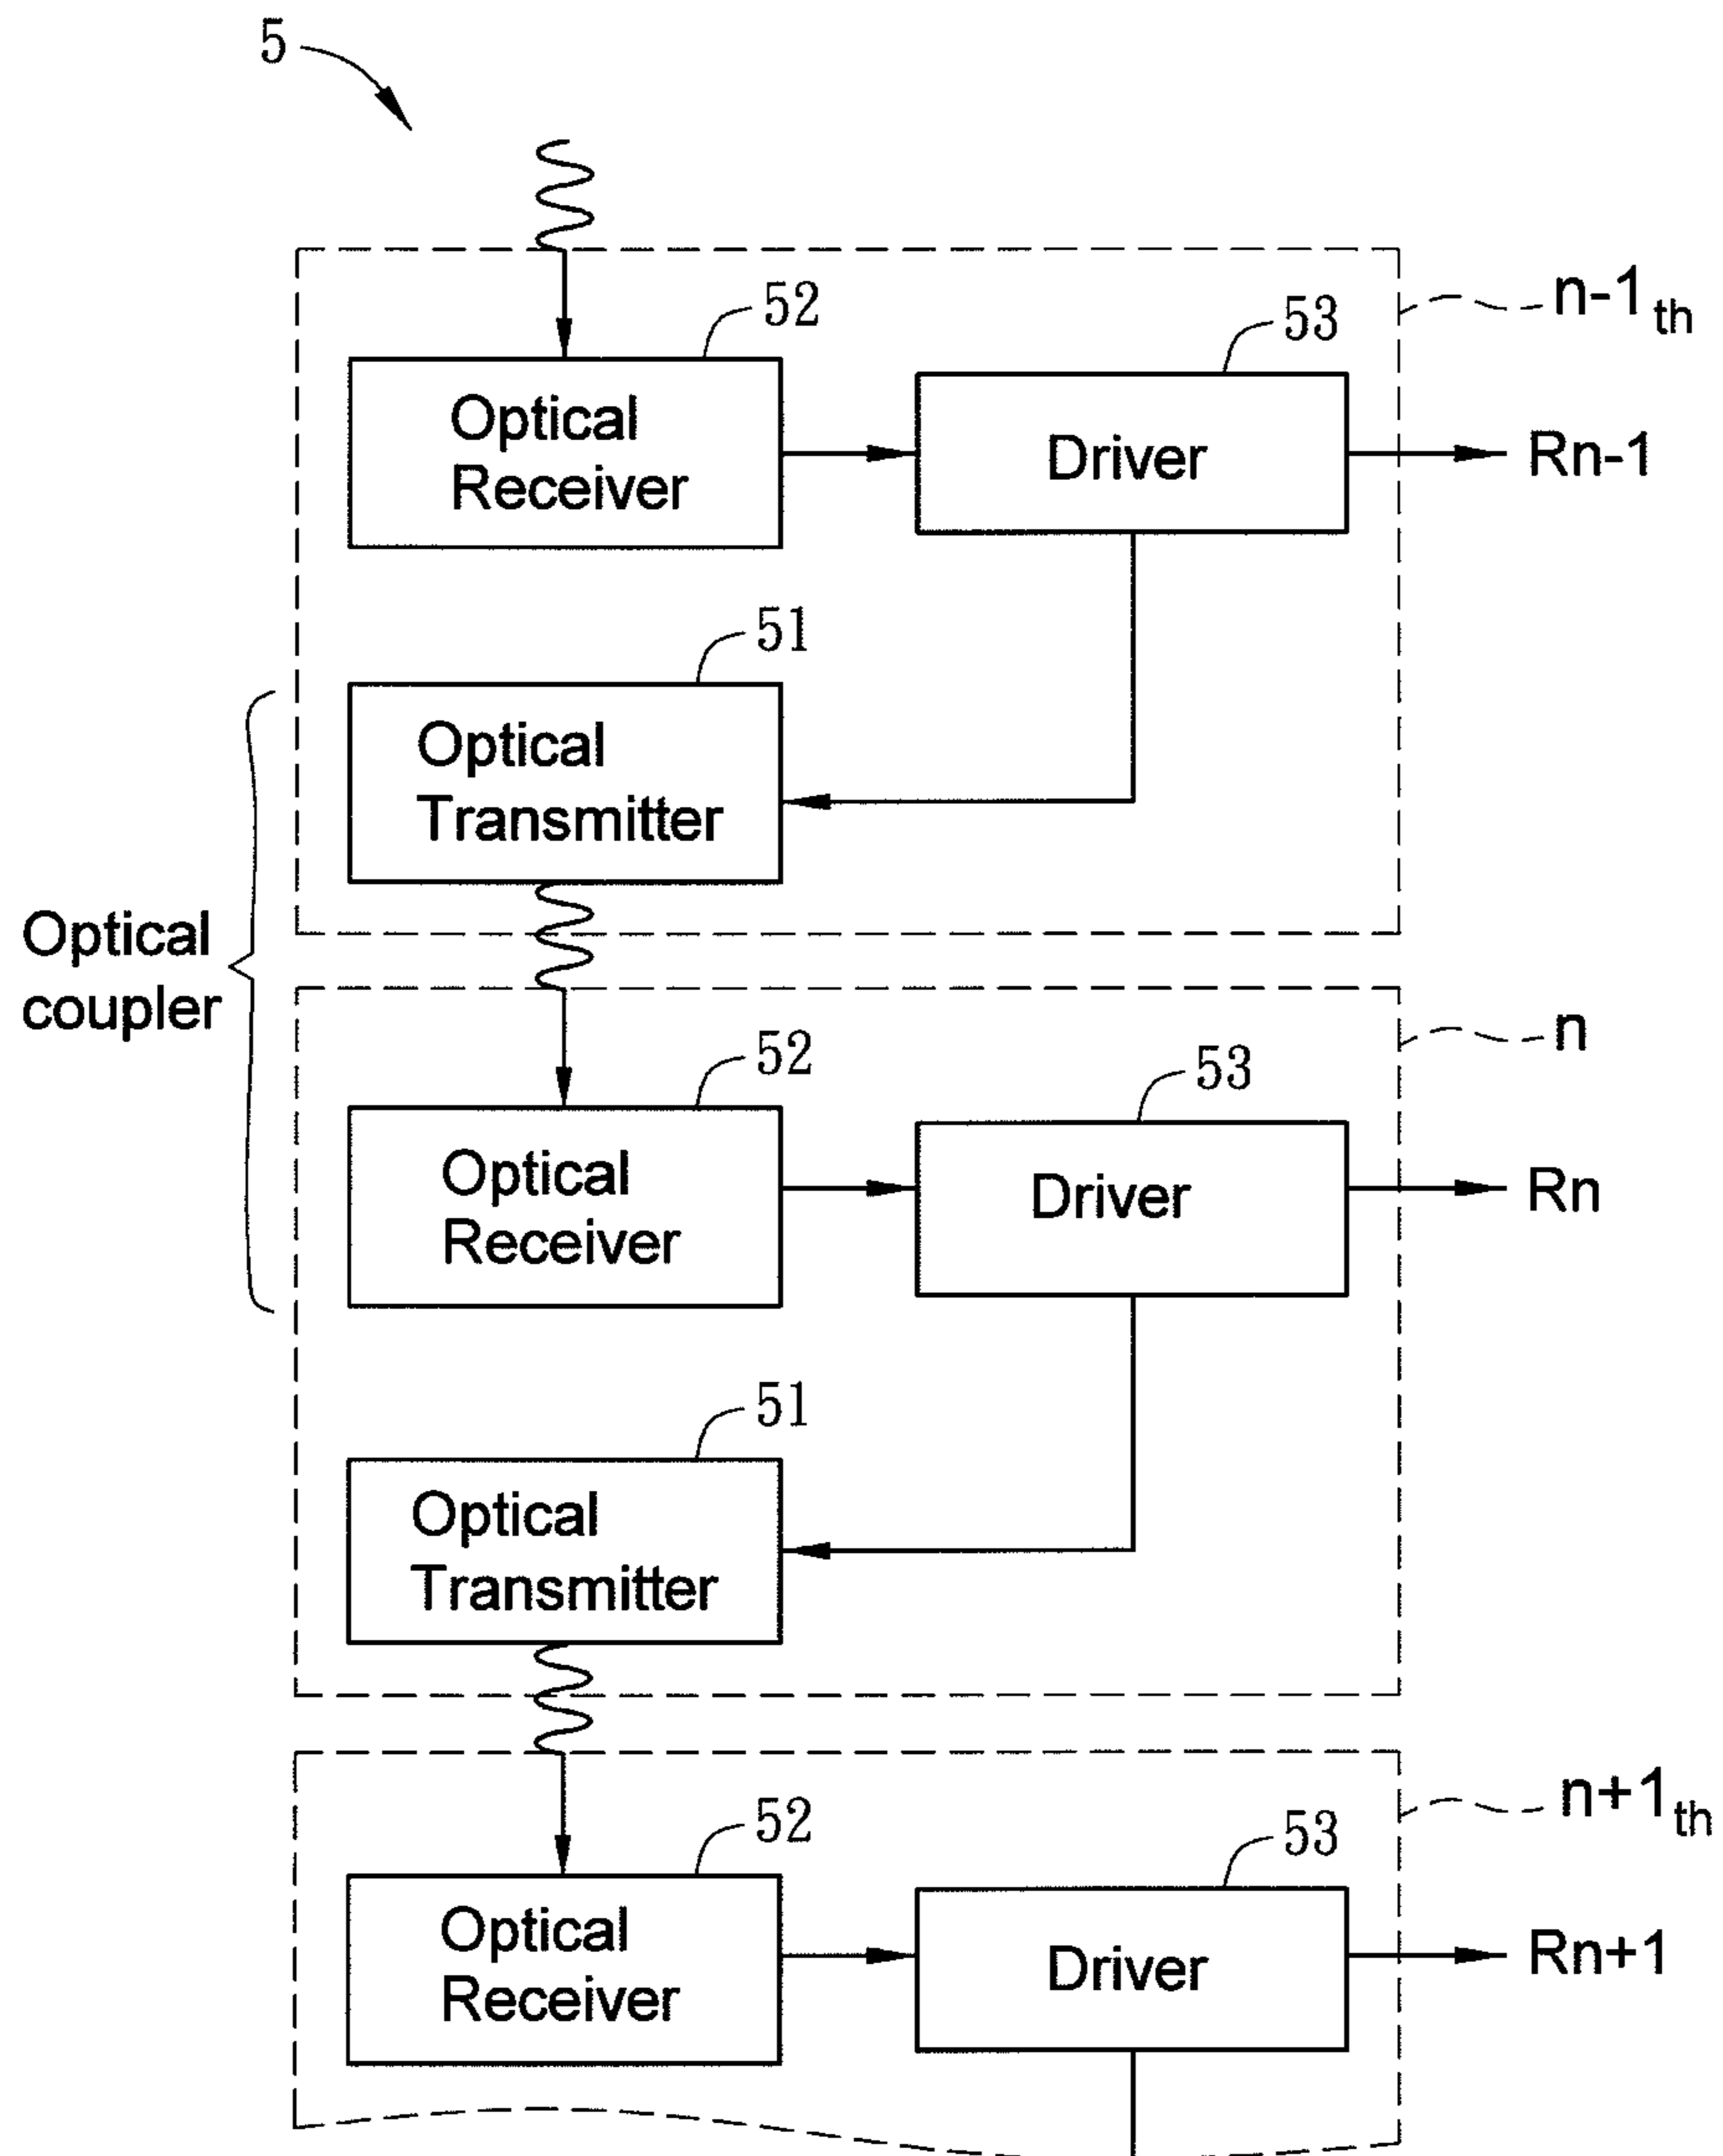 5
n-1th
52
53
Optical
Receiver
Driver
Rn-1
51
Optical
Transmitter
Optical
coupler
n
52
53
Optical
Receiver
Driver
Rn
51
Optical
Transmitter
n+1th
52
53
Optical
Receiver
Driver
Rn+1